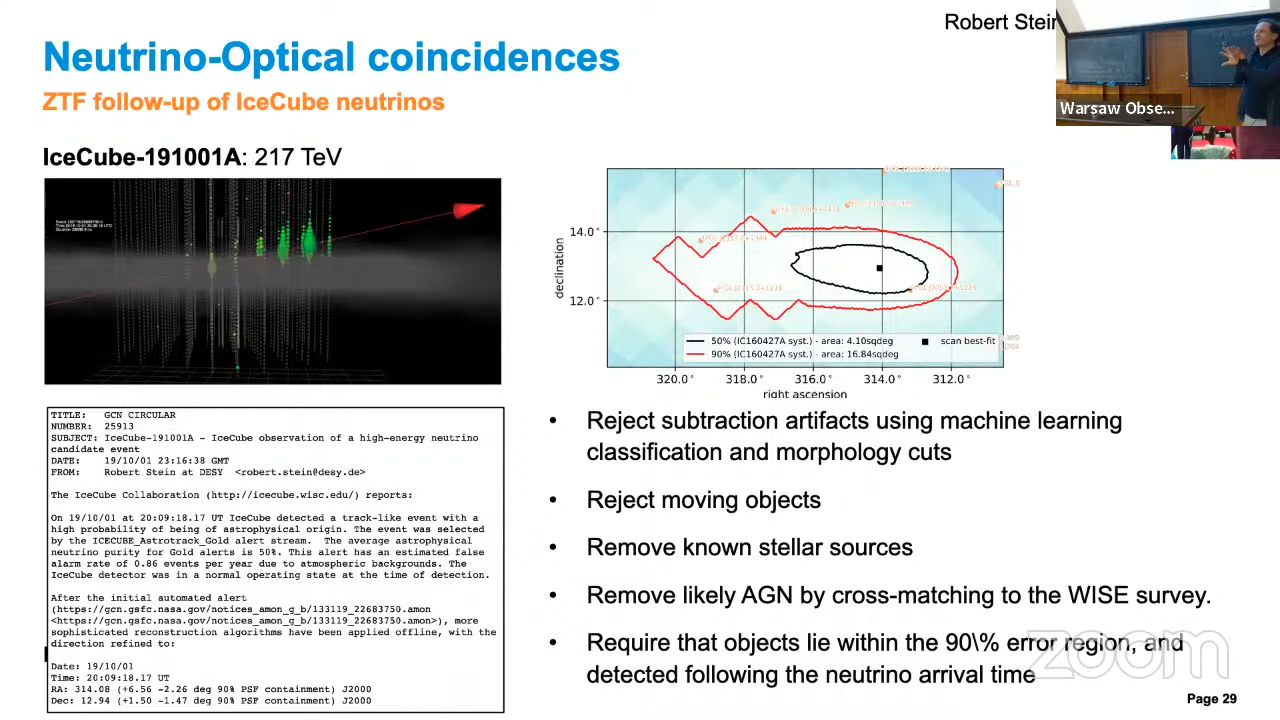 Robert Stein
Neutrino-Optical coincidences
ZTF follow-up of IceCube neutrinos
Warsaw Obse...
IceCube-191001A: 217 TeV
14.0°
12.0°
declination
50% (IC160427A syst.) - area: 4.10sqdeg
90% (IC160427A syst.) - area: 16.84sqdeg
scan best-fit
320.0° 318.0° 316.0° 314.0° 312.0°
right ascension
TITLE: GCN CIRCULAR
NUMBER: 25913
SUBJECT: IceCube-191001A - IceCube observation of a high-energy neutrino
candidate event
DATE: 19/10/01 23:16:38 GMT
FROM: Robert Stein at DESY <robert.stein@desy.de>
The IceCube Collaboration (http://icecube.wisc.edu/) reports:
On 19/10/01 at 20:09:18.17 UT IceCube detected a track-like event with a
high probability of being of astrophysical origin. The event was selected
by the ICECUBE_Astrotrack_Gold alert stream. The average astrophysical
neutrino purity for Gold alerts is 50%. This alert has an estimated false
alarm rate of 0.86 events per year due to atmospheric backgrounds. The
IceCube detector was in a normal operating state at the time of detection.
After the initial automated alert
(https://gcn.gsfc.nasa.gov/notices_amon_g_b/133119_22683750.amon
<https://gcn.gsfc.nasa.gov/notices_amon_g_b/133119_22683750.amon>), more
sophisticated reconstruction algorithms have been applied offline, with the
direction refined to:
Date: 19/10/01
Time: 20:09:18.17 UT
RA: 314.08 (+6.56 -2.26 deg 90% PSF containment) J2000
Dec: 12.94 (+1.50 -1.47 deg 90% PSF containment) J2000
• Reject subtraction artifacts using machine learning
classification and morphology cuts
• Reject moving objects
• Remove known stellar sources
• Remove likely AGN by cross-matching to the WISE survey.
• Require that objects lie within the 90\% error region, and
detected following the neutrino arrival time
zoom
Page 29